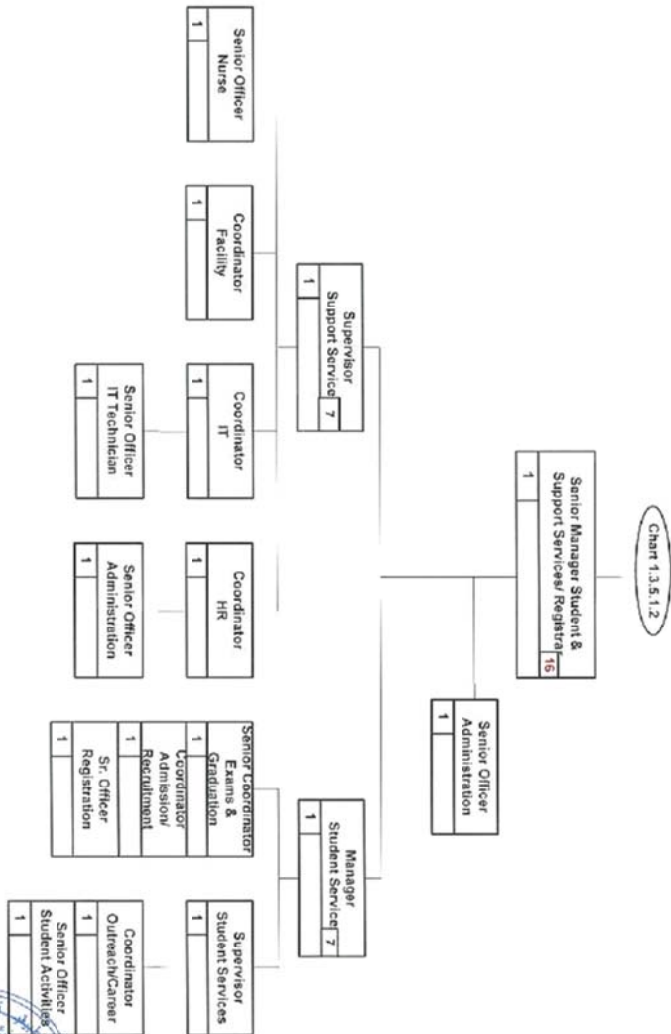 Chart 1.3.5.1.2
Senior Manager Student &
Support Services/ Registrar
16
1
Senior Officer
Administration
1
Supervisor
Support Service
7
1
Manager
Student Service
7
1
Senior Officer
Nurse
1
Coordinator
Facility
1
Coordinator
IT
1
Senior Officer
IT Technician
1
Coordinator
HR
1
Senior Officer
Administration
1
Senior Coordinator
Exams &
Graduation
1
Coordinator
Admission/
Recruitment
1
Sr. Officer
Registration
1
Supervisor
Student Services
1
Coordinator
Outreach/Career
1
Senior Officer
Student Activities
1